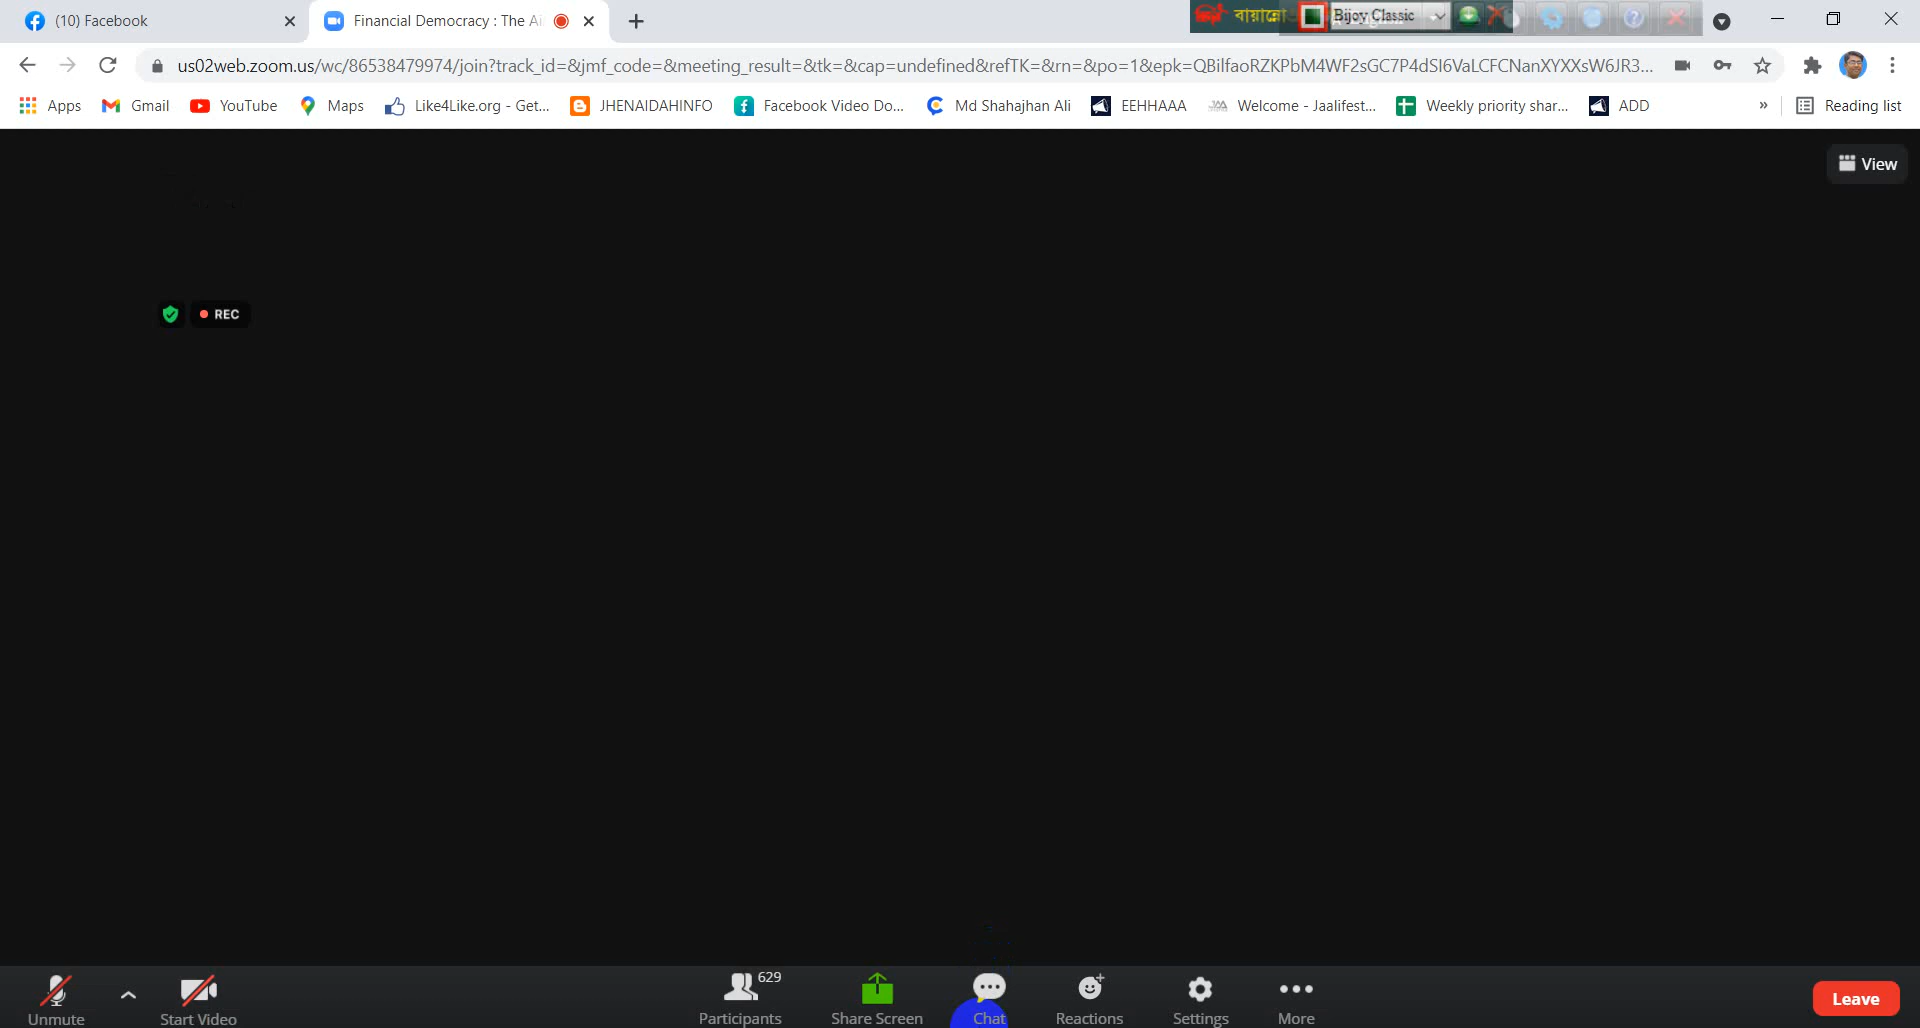 (10) Facebook
Financial Democracy : The Ai
বায়ান্নো
Bijoy Classic
us02web.zoom.us/wc/86538479974/join?track_id=&jmf_code=&meeting_result=&tk=&cap=undefined&refTK=&rn=&po=1&epk=QBilfaoRZKPbM4WF2sGC7P4dSI6VaLCFCNanXYXXsW6JR3...
Apps
Gmail
YouTube
Maps
Like4Like.org - Get...
JHENAIDAHINFO
Facebook Video Do...
Md Shahajhan Ali
EEHHAAA
Welcome - Jaalifest...
Weekly priority shar...
ADD
»
Reading list
View
REC
Unmute
Start Video
629
Participants
Share Screen
Chat
Reactions
Settings
More
Leave